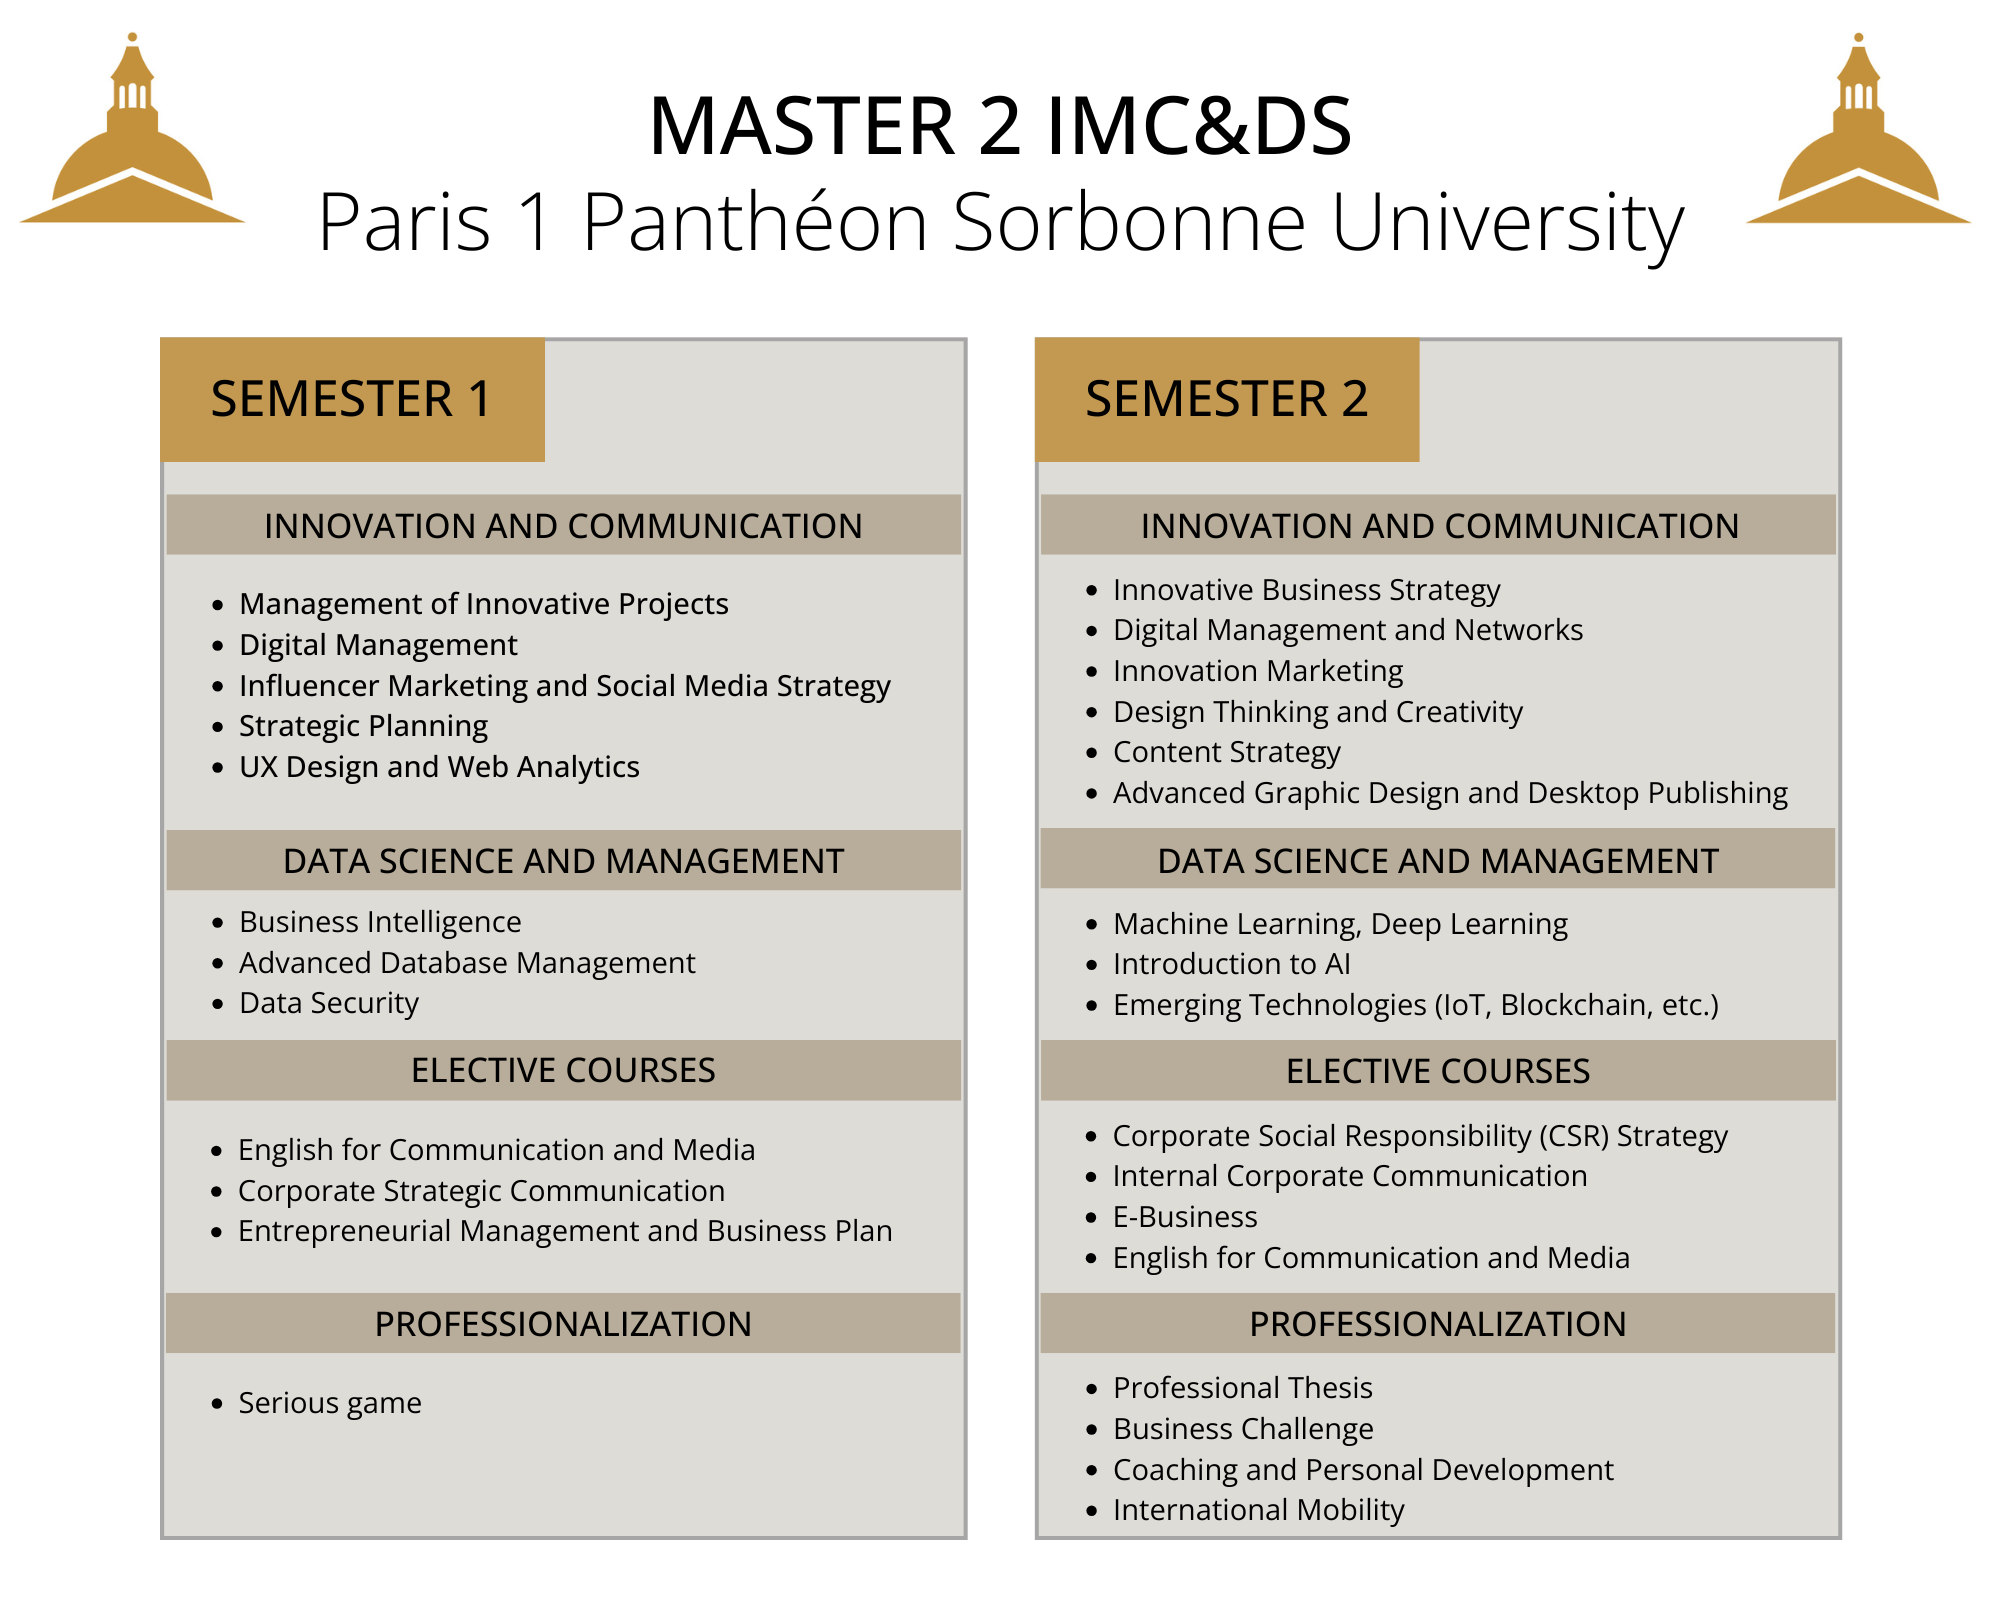 MASTER 2 IMC&DS
Paris 1 Panthéon Sorbonne University
SEMESTER 1
INNOVATION AND COMMUNICATION
• Management of Innovative Projects
• Digital Management
• Influencer Marketing and Social Media Strategy
• Strategic Planning
• UX Design and Web Analytics
DATA SCIENCE AND MANAGEMENT
• Business Intelligence
• Advanced Database Management
• Data Security
ELECTIVE COURSES
• English for Communication and Media
• Corporate Strategic Communication
• Entrepreneurial Management and Business Plan
PROFESSIONALIZATION
• Serious game
SEMESTER 2
INNOVATION AND COMMUNICATION
• Innovative Business Strategy
• Digital Management and Networks
• Innovation Marketing
• Design Thinking and Creativity
• Content Strategy
• Advanced Graphic Design and Desktop Publishing
DATA SCIENCE AND MANAGEMENT
• Machine Learning, Deep Learning
• Introduction to AI
• Emerging Technologies (IoT, Blockchain, etc.)
ELECTIVE COURSES
• Corporate Social Responsibility (CSR) Strategy
• Internal Corporate Communication
• E-Business
• English for Communication and Media
PROFESSIONALIZATION
• Professional Thesis
• Business Challenge
• Coaching and Personal Development
• International Mobility